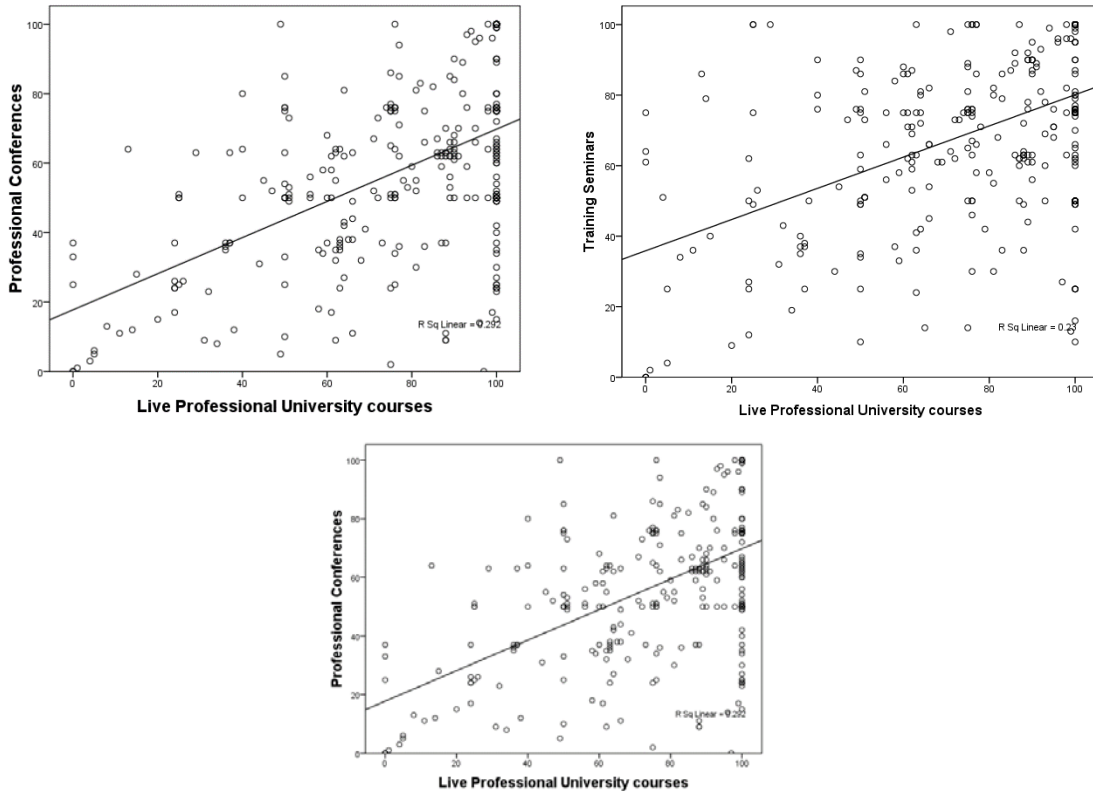 Professional Conferences
100
80
60
40
20
0
R Sq Linear = 0.292
0 20 40 60 80 100
Live Professional University courses
Training Seminars
100
80
60
40
20
0
R Sq Linear = 0.23
0 20 40 60 80 100
Live Professional University courses
Professional Conferences
100
80
60
40
20
0
R Sq Linear = 0.292
0 20 40 60 80 100
Live Professional University courses